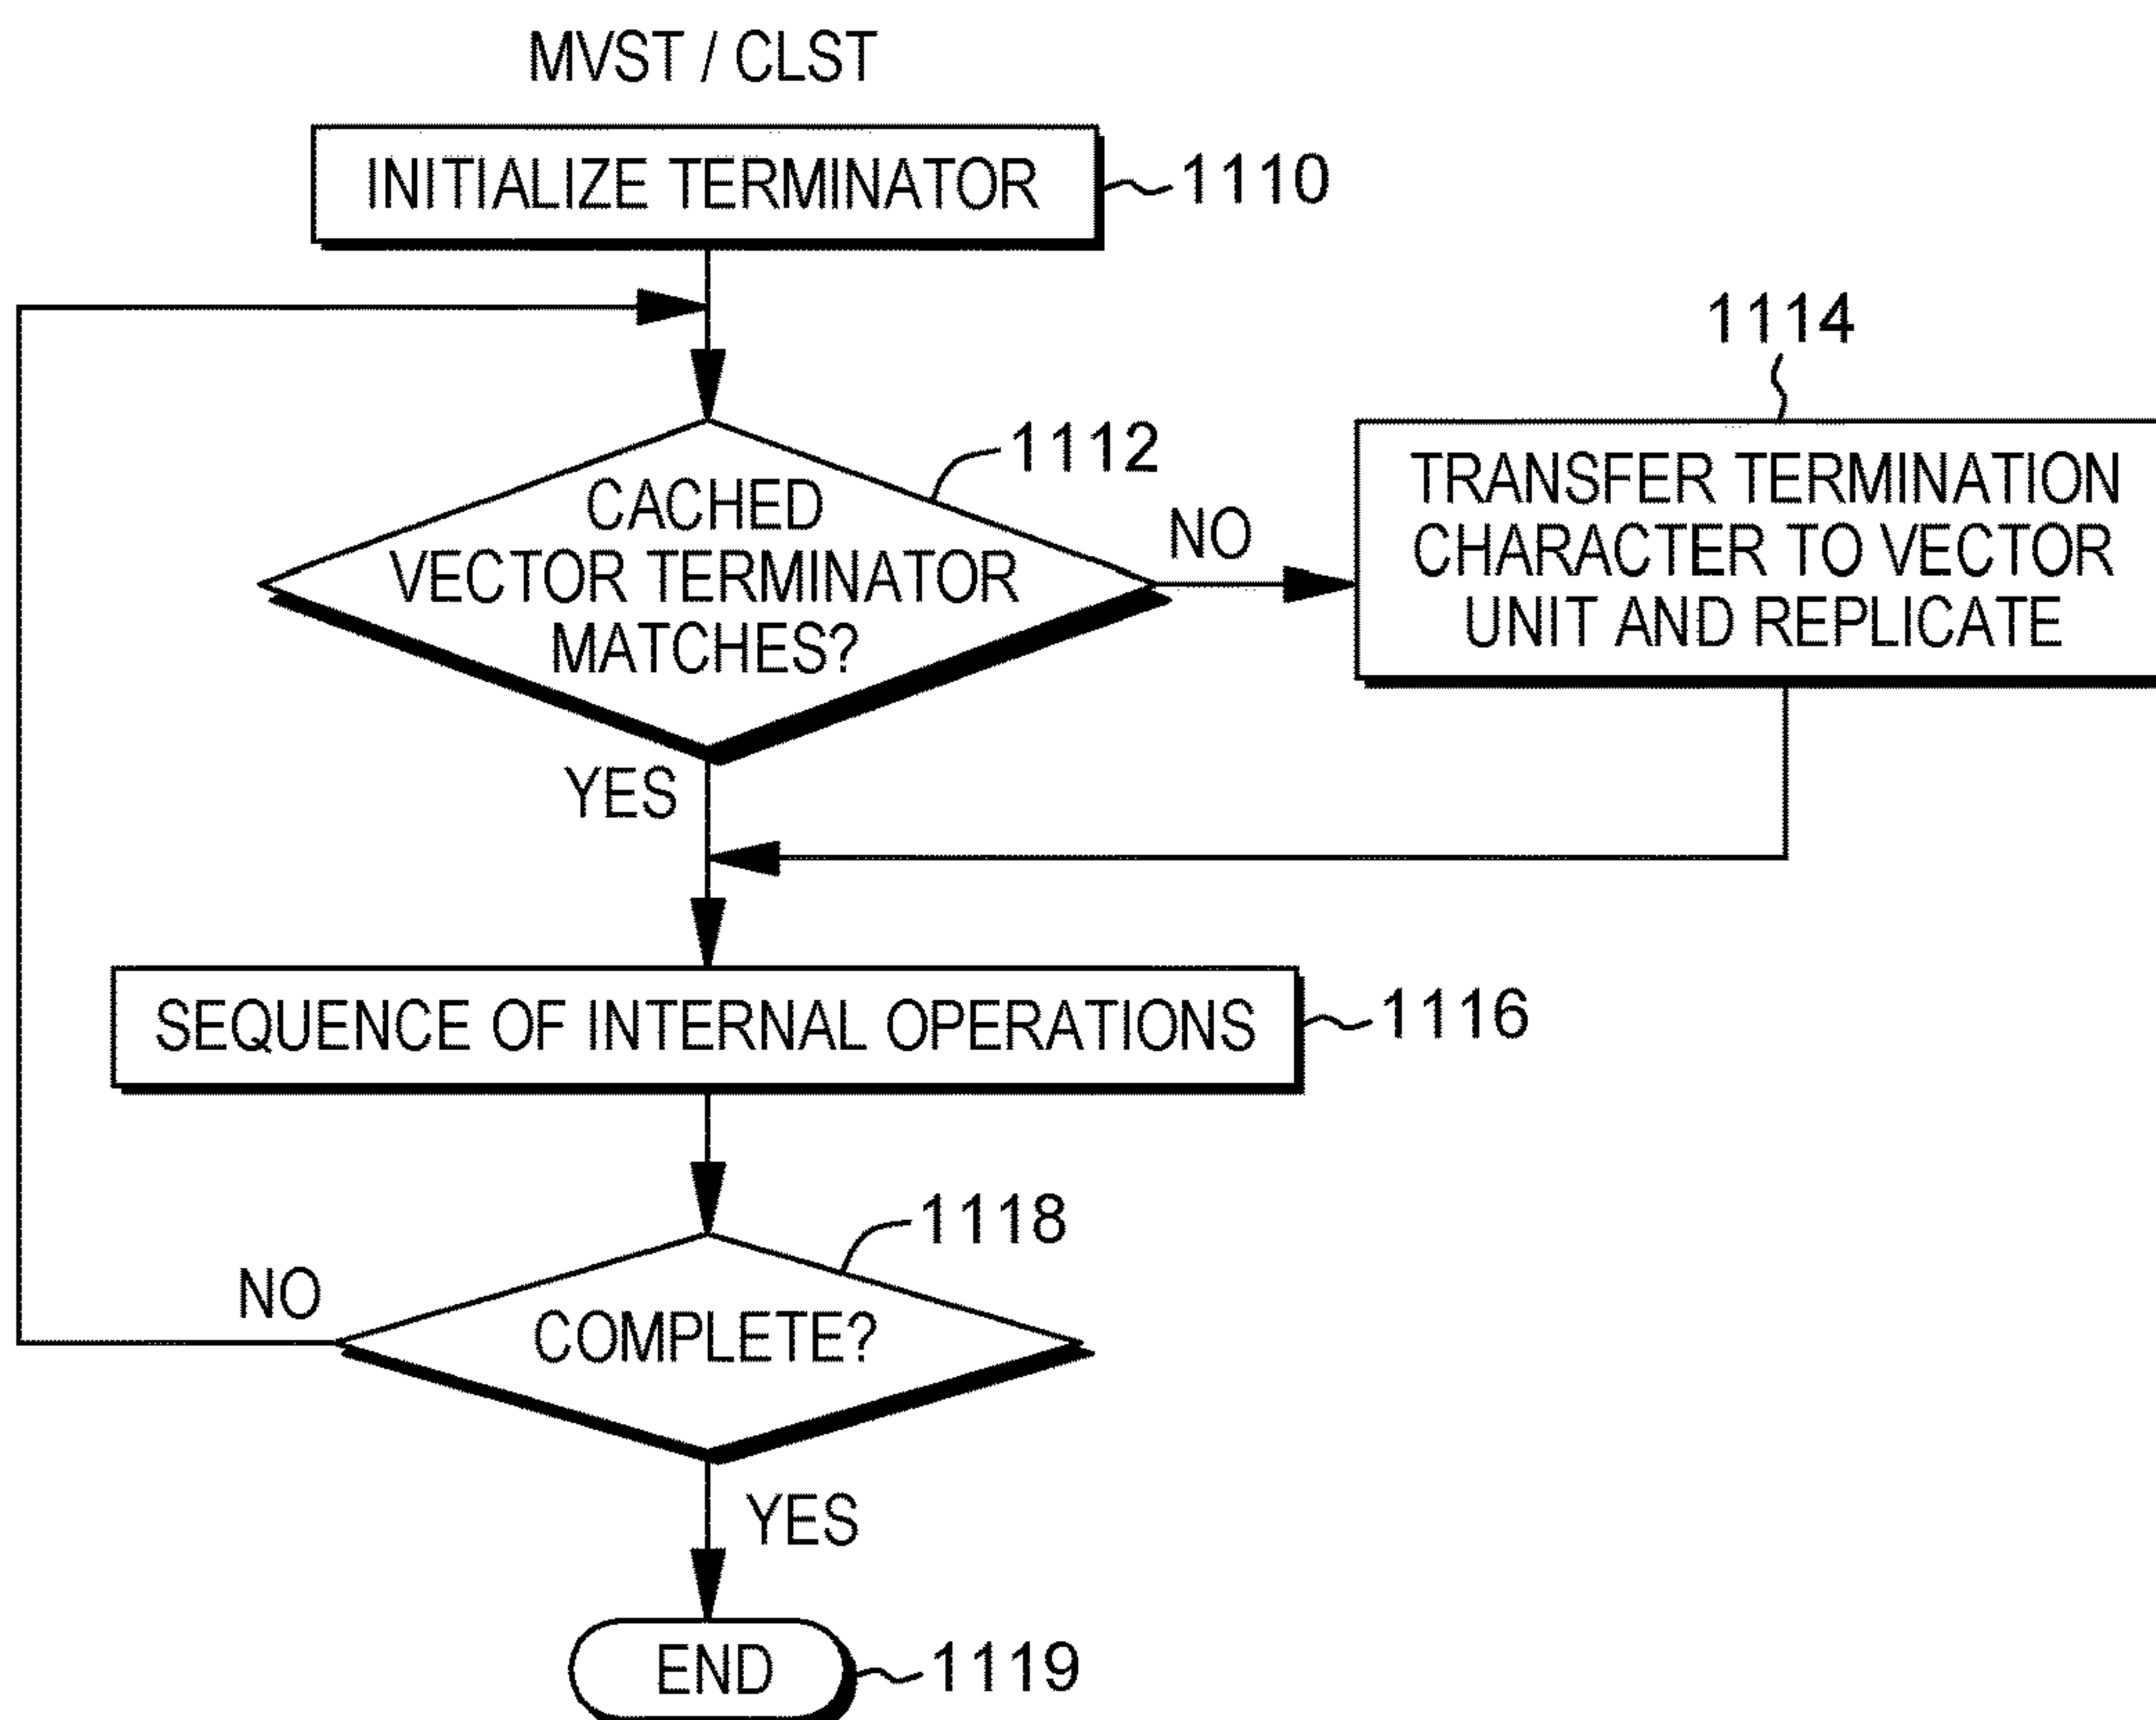 MVST / CLST
INITIALIZE TERMINATOR
1110
1114
1112
CACHED
VECTOR TERMINATOR
MATCHES?
NO
TRANSFER TERMINATION
CHARACTER TO VECTOR
UNIT AND REPLICATE
YES
SEQUENCE OF INTERNAL OPERATIONS
1116
1118
NO
COMPLETE?
YES
END
1119